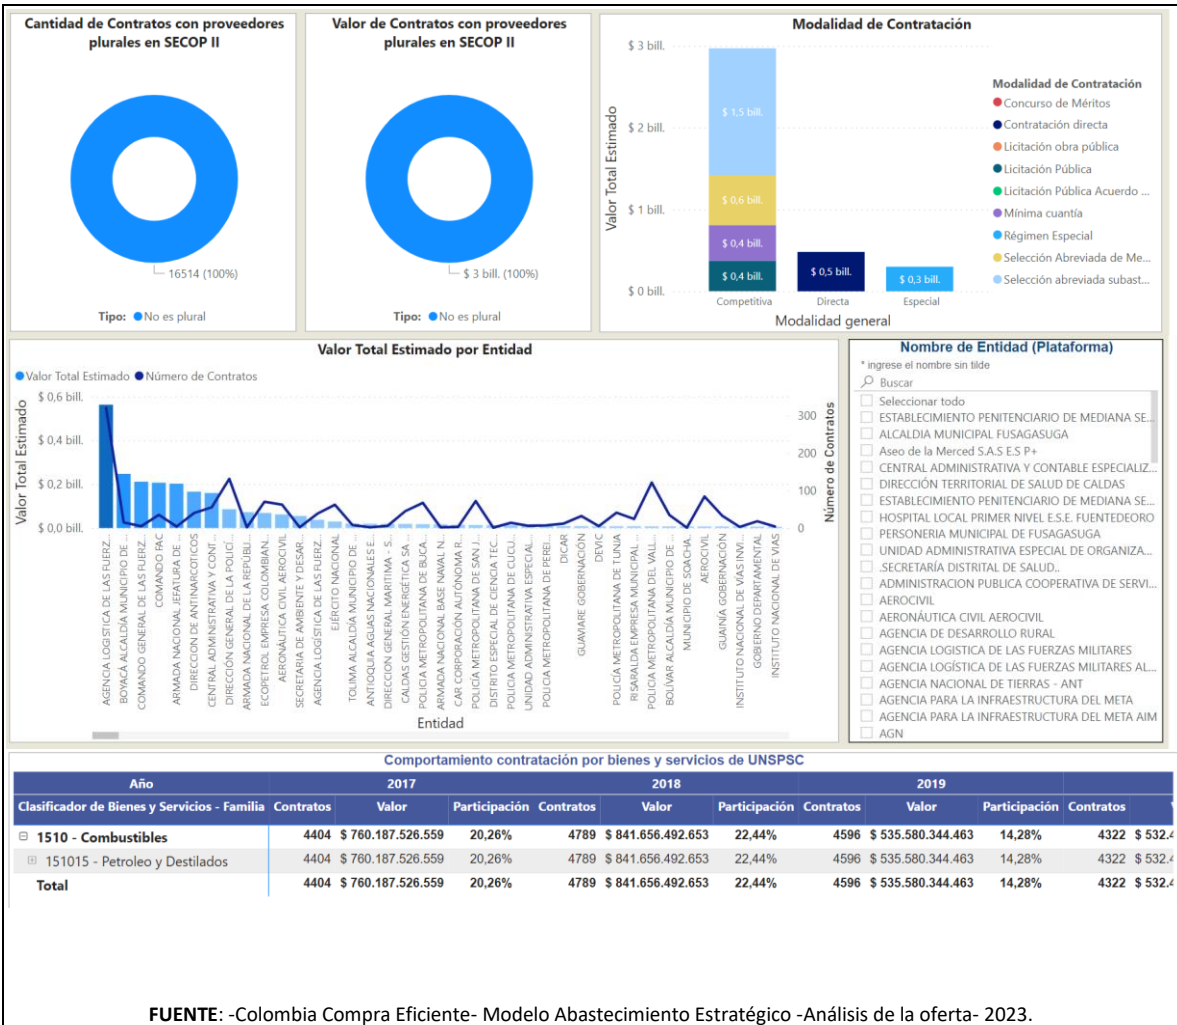 Cantidad de Contratos con proveedores
plurales en SECOP II
16514 (100%)
Tipo: No es plural
Valor de Contratos con proveedores
plurales en SECOP II
$ 3 bill. (100%)
Tipo: No es plural
Modalidad de Contratación
Valor Total Estimado
$ 3 bill.
$ 2 bill.
$ 1 bill.
$ 0 bill.
$ 1,5 bill.
$ 0,6 bill.
$ 0,4 bill.
$ 0,4 bill.
$ 0,5 bill.
$ 0,3 bill.
Competitiva
Directa
Especial
Modalidad general
Modalidad de Contratación
Concurso de Méritos
Contratación directa
Licitación obra pública
Licitación Pública
Licitación Pública Acuerdo ...
Mínima cuantía
Régimen Especial
Selección Abreviada de Me...
Selección abreviada subast...
Valor Total Estimado por Entidad
Valor Total Estimado Número de Contratos
Valor Total Estimado
$ 0,6 bill.
$ 0,4 bill.
$ 0,2 bill.
$ 0,0 bill.
300
200
100
0
Número de Contratos
AGENCIA LOGISTICA DE LAS FUERZ...
BOYACÁ ALCALDÍA MUNICIPIO DE ...
COMANDO GENERAL DE LAS FUERZ...
COMANDO FAC
ARMADA NACIONAL JEFATURA DE ...
DIRECCION DE ANTINARCOTICOS
CENTRAL ADMINISTRATIVA Y CONT...
DIRECCIÓN GENERAL DE LA POLICÍ...
ARMADA NACIONAL DE LA REPÚBL...
ECOPETROL EMPRESA COLOMBIAN...
AERONÁUTICA CIVIL AEROCIVIL
SECRETARIA DE AMBIENTE Y DESAR...
AGENCIA LOGÍSTICA DE LAS FUERZ...
EJÉRCITO NACIONAL
TOLIMA ALCALDÍA MUNICIPIO DE ...
ANTIOQUIA AGUAS NACIONALES E...
DIRECCION GENERAL MARITIMA - S...
CALDAS GESTIÓN ENERGÉTICA SA ...
POLICIA METROPOLITANA DE BUCA...
ARMADA NACIONAL BASE NAVAL N...
CAR CORPORACIÓN AUTÓNOMA R...
POLICÍA METROPOLITANA DE SAN J...
DISTRITO ESPECIAL DE CIENCIA TEC...
POLICIA METROPOLITANA DE CUCU...
UNIDAD ADMINISTRATIVA ESPECIAL...
POLICIA METROPOLITANA DE PEREI...
DICAR
GUAVIARE GOBERNACIÓN
DEVIC
POLICÍA METROPOLITANA DE TUNJA
RISARALDA EMPRESA MUNICIPAL ...
POLICIA METROPOLITANA DEL VALL...
BOLÍVAR ALCALDÍA MUNICIPIO DE ...
MUNICIPIO DE SOACHA...
AEROCIVIL
GUAINÍA GOBERNACIÓN
INSTITUTO NACIONAL DE VÍAS INVI...
GOBIERNO DEPARTAMENTAL
INSTITUTO NACIONAL DE VIAS
Entidad
Nombre de Entidad (Plataforma)
* ingrese el nombre sin tilde
Buscar
Seleccionar todo
ESTABLECIMIENTO PENITENCIARIO DE MEDIANA SE...
ALCALDIA MUNICIPAL FUSAGASUGA
Aseo de la Merced S.A.S E.S P+
CENTRAL ADMINISTRATIVA Y CONTABLE ESPECIALIZ...
DIRECCIÓN TERRITORIAL DE SALUD DE CALDAS
ESTABLECIMIENTO PENITENCIARIO DE MEDIANA SE...
HOSPITAL LOCAL PRIMER NIVEL E.S.E. FUENTEDEORO
PERSONERIA MUNICIPAL DE FUSAGASUGA
UNIDAD ADMINISTRATIVA ESPECIAL DE ORGANIZA...
.SECRETARÍA DISTRITAL DE SALUD..
ADMINISTRACION PUBLICA COOPERATIVA DE SERVI...
AEROCIVIL
AERONÁUTICA CIVIL AEROCIVIL
AGENCIA DE DESARROLLO RURAL
AGENCIA LOGISTICA DE LAS FUERZAS MILITARES
AGENCIA LOGÍSTICA DE LAS FUERZAS MILITARES AL...
AGENCIA NACIONAL DE TIERRAS - ANT
AGENCIA PARA LA INFRAESTRUCTURA DEL META
AGENCIA PARA LA INFRAESTRUCTURA DEL META AIM
AGN
Comportamiento contratación por bienes y servicios de UNSPSC
Año 2017 2018 2019
Clasificador de Bienes y Servicios - Familia Contratos Valor Participación Contratos Valor Participación Contratos Valor Participación Contratos
1510 - Combustibles 4404 $ 760.187.526.559 20,26% 4789 $ 841.656.492.653 22,44% 4596 $ 535.580.344.463 14,28% 4322 $ 532.4
151015 - Petroleo y Destilados 4404 $ 760.187.526.559 20,26% 4789 $ 841.656.492.653 22,44% 4596 $ 535.580.344.463 14,28% 4322 $ 532.4
Total 4404 $ 760.187.526.559 20,26% 4789 $ 841.656.492.653 22,44% 4596 $ 535.580.344.463 14,28% 4322 $ 532.4
FUENTE: -Colombia Compra Eficiente- Modelo Abastecimiento Estratégico -Análisis de la oferta- 2023.